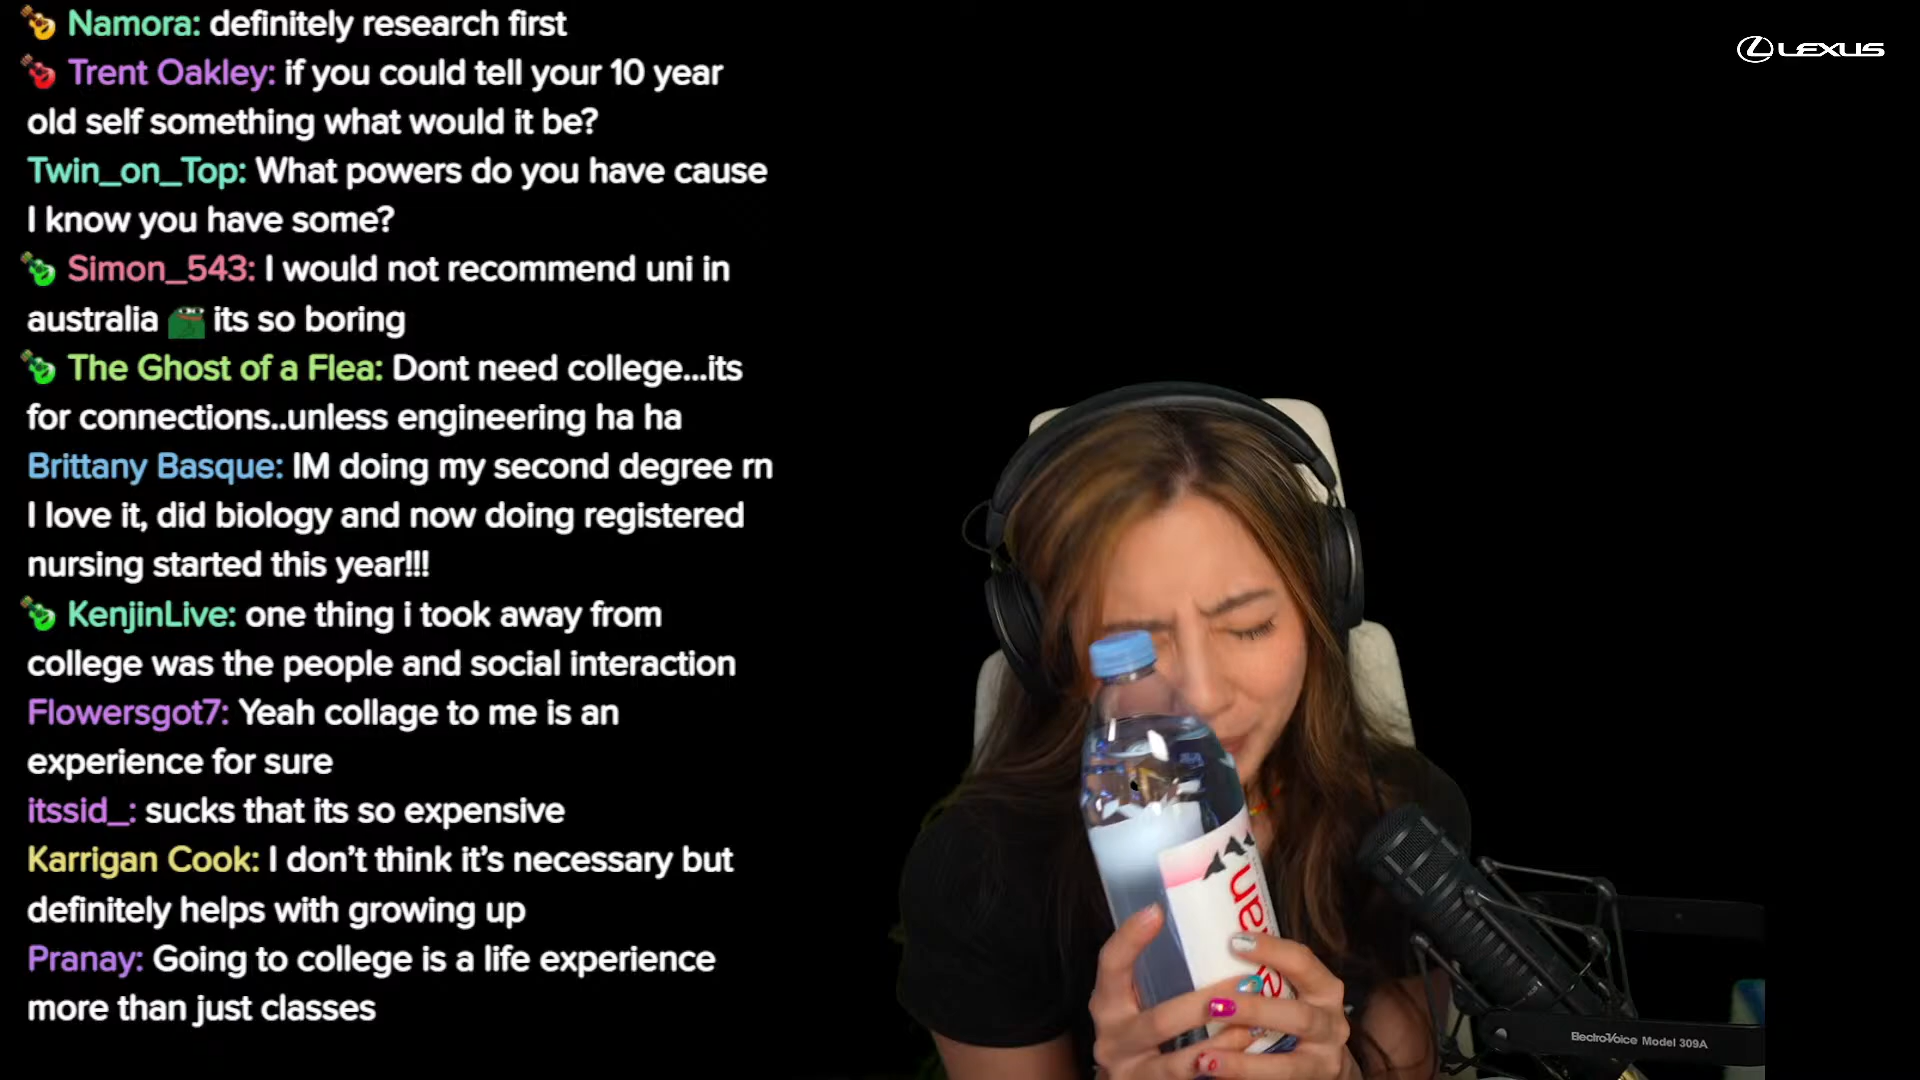 Namora: definitely research first
Trent Oakley: if you could tell your 10 year
old self something what would it be?
Twin_on_Top: What powers do you have cause
I know you have some?
Simon_543: I would not recommend uni in
australia its so boring
The Ghost of a Flea: Dont need college...its
for connections..unless engineering ha ha
Brittany Basque: IM doing my second degree rn
I love it, did biology and now doing registered
nursing started this year!!!
KenjinLive: one thing i took away from
college was the people and social interaction
Flowersgot7: Yeah collage to me is an
experience for sure
itssid_: sucks that its so expensive
Karrigan Cook: I don’t think it’s necessary but
definitely helps with growing up
Pranay: Going to college is a life experience
more than just classes
LEXUS
ElectroVoice Model 309A